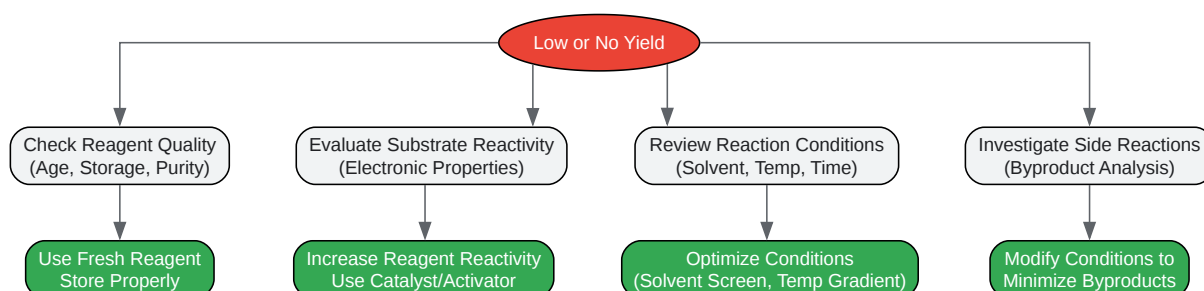 Low or No Yield
Check Reagent Quality
(Age, Storage, Purity)
Evaluate Substrate Reactivity
(Electronic Properties)
Review Reaction Conditions
(Solvent, Temp, Time)
Investigate Side Reactions
(Byproduct Analysis)
Use Fresh Reagent
Store Properly
Increase Reagent Reactivity
Use Catalyst/Activator
Optimize Conditions
(Solvent Screen, Temp Gradient)
Modify Conditions to
Minimize Byproducts